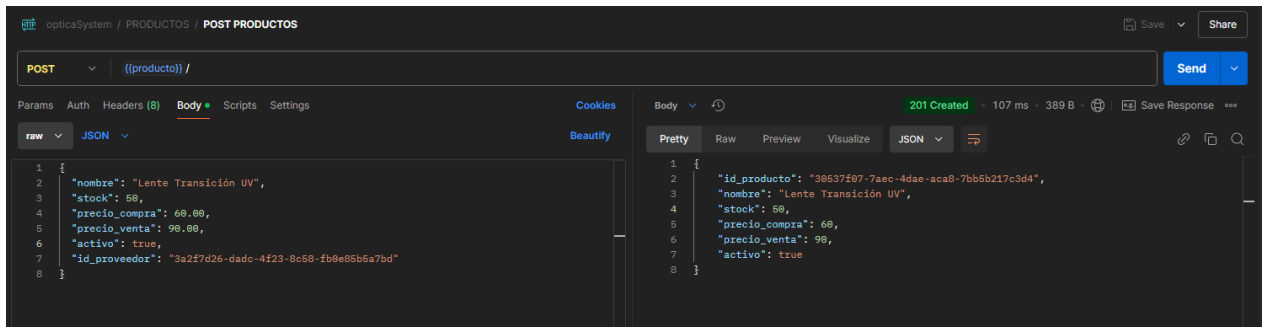 HTTP opticaSystem / PRODUCTOS / POST PRODUCTOS Save Share
POST {{producto}} / Send
Params Auth Headers (8) Body Scripts Settings Cookies
raw JSON Beautify
1 {
2 "nombre": "Lente Transición UV",
3 "stock": 50,
4 "precio_compra": 60.00,
5 "precio_venta": 90.00,
6 "activo": true,
7 "id_proveedor": "3a2f7d26-dadc-4f23-8c58-fb0e85b5a7bd"
8 }
Body 201 Created 107 ms 389 B e.g. Save Response
Pretty Raw Preview Visualize JSON
1 {
2 "id_producto": "30537f07-7aec-4dae-aca8-7bb5b217c3d4",
3 "nombre": "Lente Transición UV",
4 "stock": 50,
5 "precio_compra": 60,
6 "precio_venta": 90,
7 "activo": true
8 }